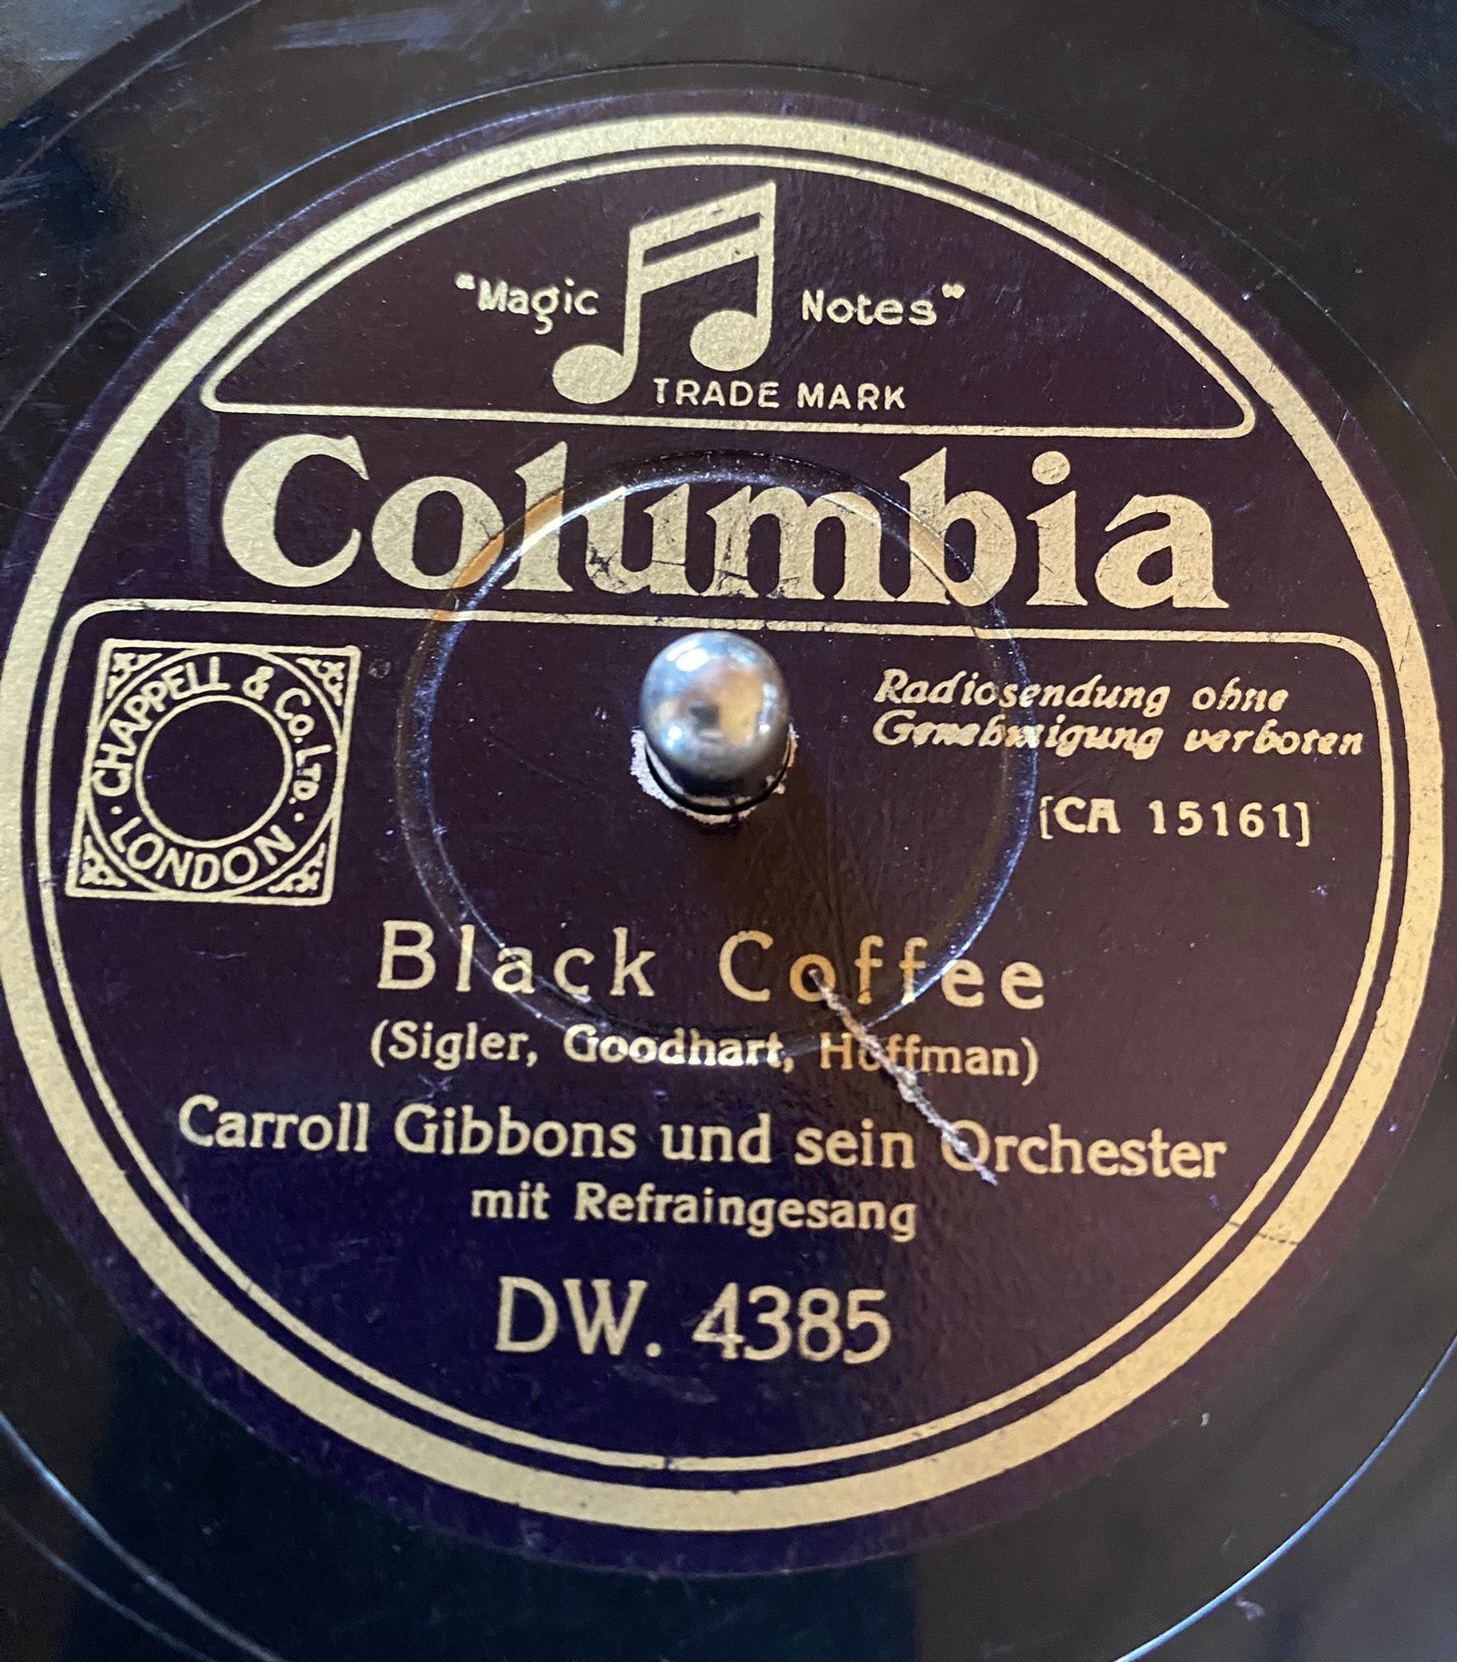 "Magic Notes"
TRADE MARK
Columbia
CHAPPELL & Co. LTD.
· LONDON ·
Radiosendung ohne
Genehmigung verboten
[CA 15161]
Black Coffee
(Sigler, Goodhart, Hoffman)
Carroll Gibbons und sein Orchester
mit Refraingesang
DW. 4385